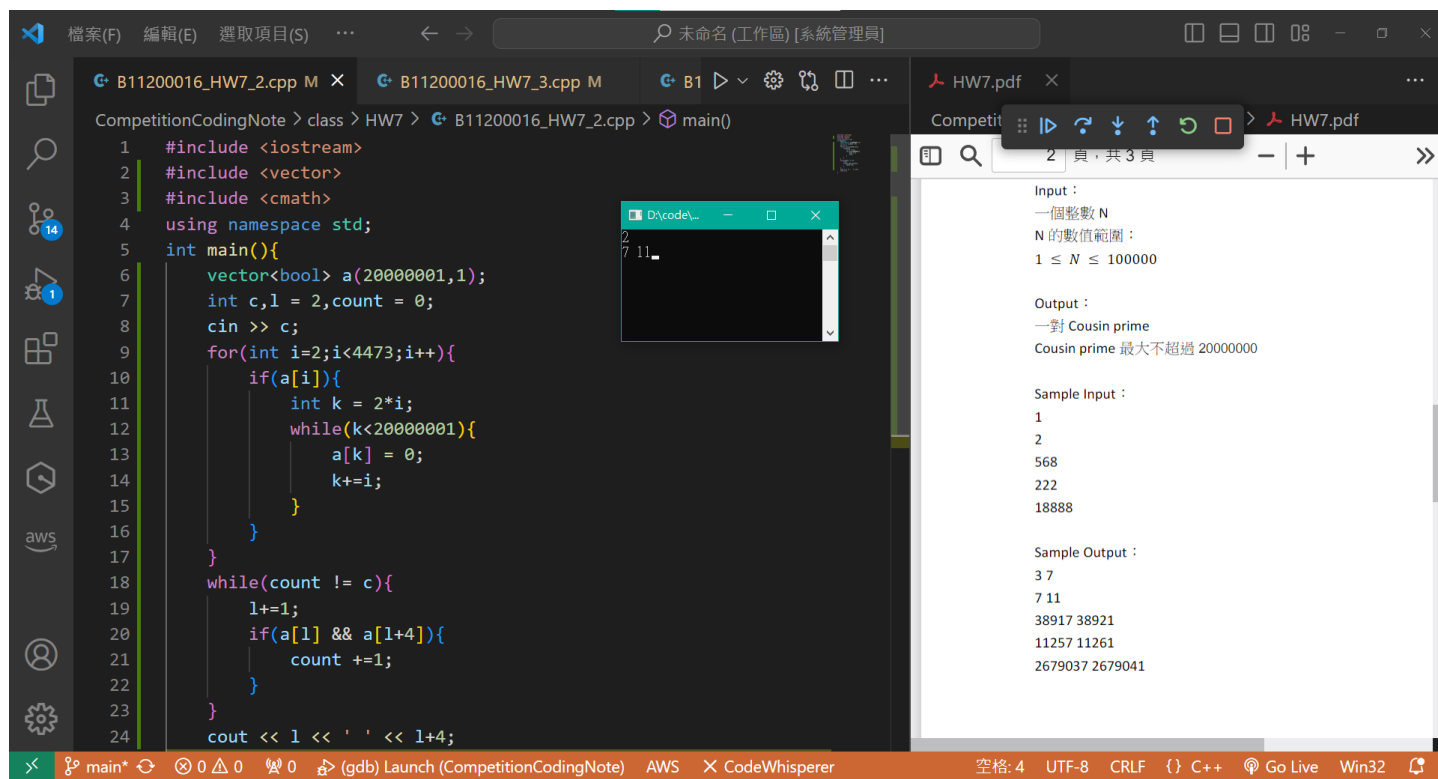 檔案(F) 編輯(E) 選取項目(S) ··· 未命名 (工作區) [系統管理員]
B11200016_HW7_2.cpp M B11200016_HW7_3.cpp M B1 HW7.pdf
CompetitionCodingNote > class > HW7 > B11200016_HW7_2.cpp > main()
Competit > HW7.pdf
2 頁，共 3 頁
1 #include <iostream>
2 #include <vector>
3 #include <cmath>
4 using namespace std;
5 int main(){
6 vector<bool> a(20000001,1);
7 int c,l = 2,count = 0;
8 cin >> c;
9 for(int i=2;i<4473;i++){
10 if(a[i]){
11 int k = 2*i;
12 while(k<20000001){
13 a[k] = 0;
14 k+=i;
15 }
16 }
17 }
18 while(count != c){
19 l+=1;
20 if(a[l] && a[l+4]){
21 count +=1;
22 }
23 }
24 cout << l << ' ' << l+4;
14
1
aws
D:\code\...
2
7 11
Input：
一個整數 N
N 的數值範圍：
1 ≤ N ≤ 100000
Output：
一對 Cousin prime
Cousin prime 最大不超過 20000000
Sample Input：
1
2
568
222
18888
Sample Output：
3 7
7 11
38917 38921
11257 11261
2679037 2679041
main* 0 0 0 (gdb) Launch (CompetitionCodingNote) AWS CodeWhisperer 空格: 4 UTF-8 CRLF {} C++ Go Live Win32